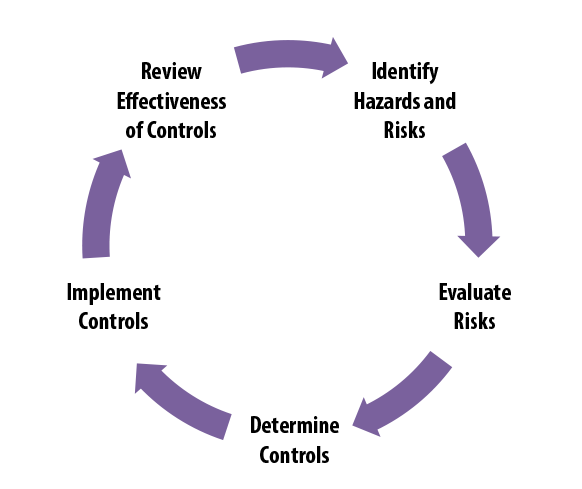 Review
Effectiveness
of Controls
Identify
Hazards and
Risks
Evaluate
Risks
Determine
Controls
Implement
Controls